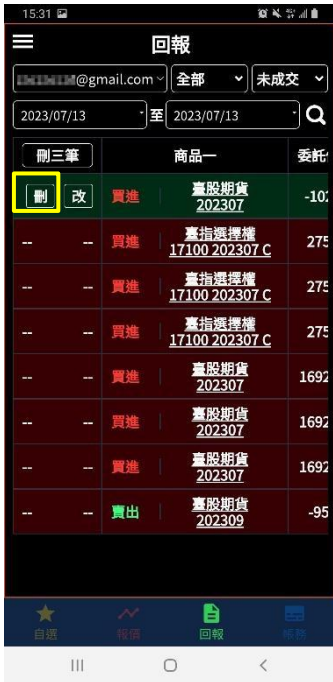 15:31
回報
@gmail.com 全部 未成交
2023/07/13 至 2023/07/13
刪三筆 商品一 委託
刪 改 買進 臺股期貨 202307 -102
-- -- 買進 臺指選擇權 17100 202307 C 275
-- -- 買進 臺指選擇權 17100 202307 C 275
-- -- 買進 臺指選擇權 17100 202307 C 275
-- -- 買進 臺股期貨 202307 1692
-- -- 買進 臺股期貨 202307 1692
-- -- 買進 臺股期貨 202307 1692
-- -- 賣出 臺股期貨 202309 -95
自選 報價 回報 帳務